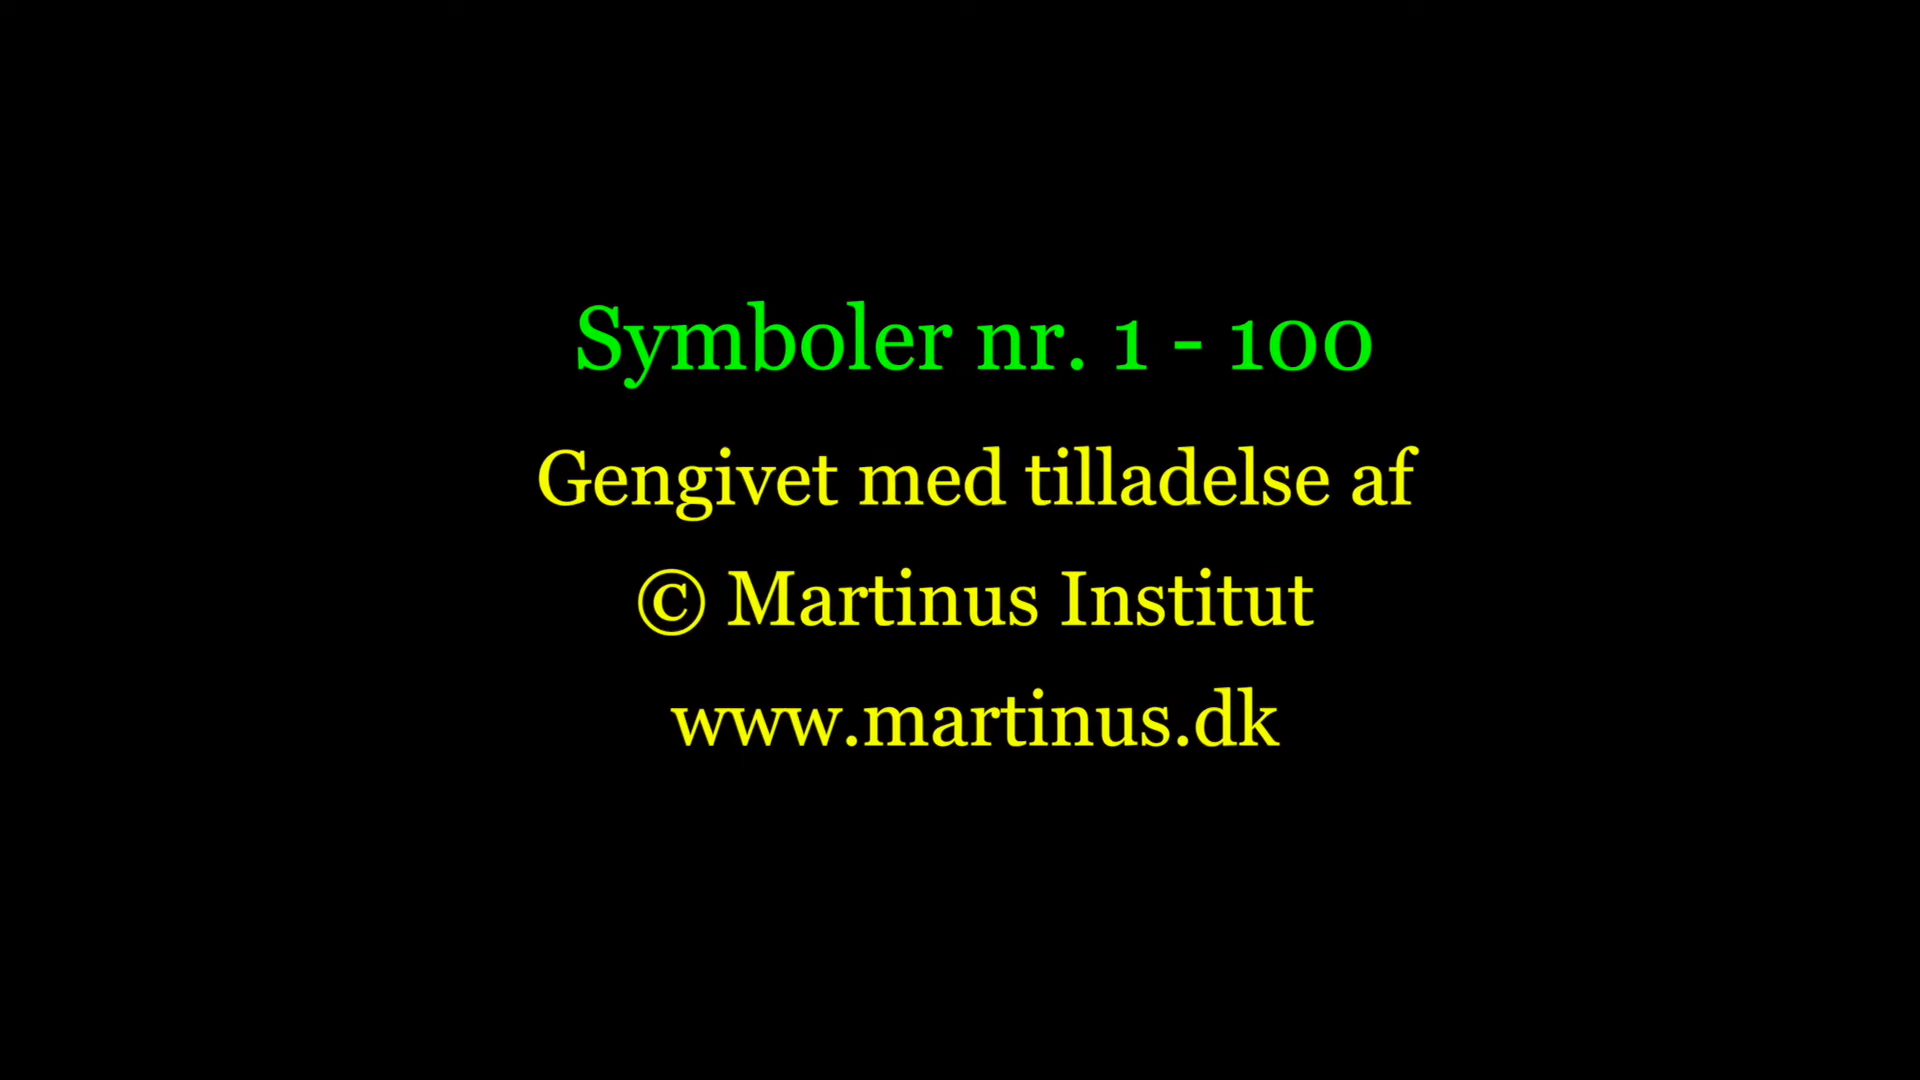 Symboler nr. 1 - 100
Gengivet med tilladelse af
© Martinus Institut
www.martinus.dk